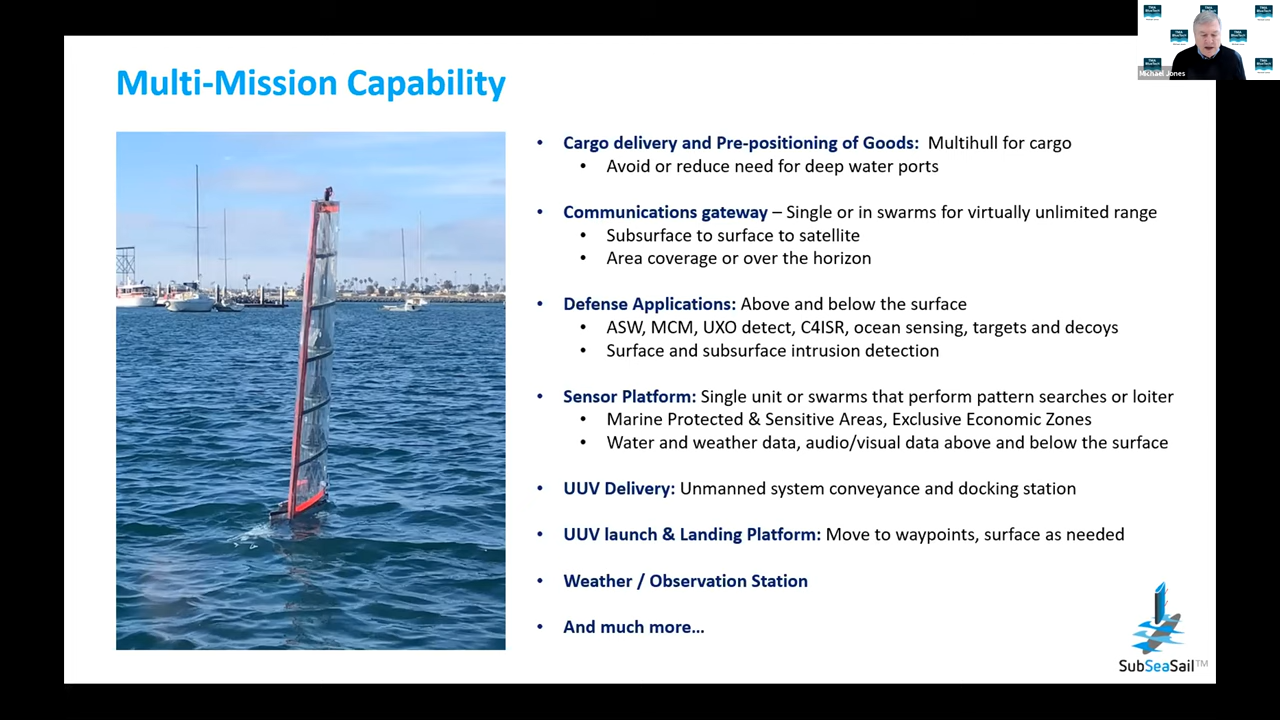 Michael Jones
Multi-Mission Capability
• Cargo delivery and Pre-positioning of Goods: Multihull for cargo
• Avoid or reduce need for deep water ports
• Communications gateway – Single or in swarms for virtually unlimited range
• Subsurface to surface to satellite
• Area coverage or over the horizon
• Defense Applications: Above and below the surface
• ASW, MCM, UXO detect, C4ISR, ocean sensing, targets and decoys
• Surface and subsurface intrusion detection
• Sensor Platform: Single unit or swarms that perform pattern searches or loiter
• Marine Protected & Sensitive Areas, Exclusive Economic Zones
• Water and weather data, audio/visual data above and below the surface
• UUV Delivery: Unmanned system conveyance and docking station
• UUV launch & Landing Platform: Move to waypoints, surface as needed
• Weather / Observation Station
• And much more…
SubSeaSail™